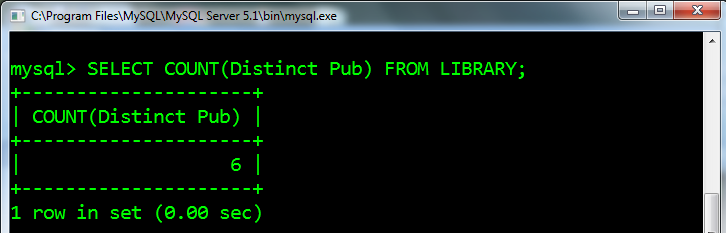 C:\Program Files\MySQL\MySQL Server 5.1\bin\mysql.exe
mysql> SELECT COUNT(Distinct Pub) FROM LIBRARY;
+---------------------+
| COUNT(Distinct Pub) |
+---------------------+
|                   6 |
+---------------------+
1 row in set (0.00 sec)